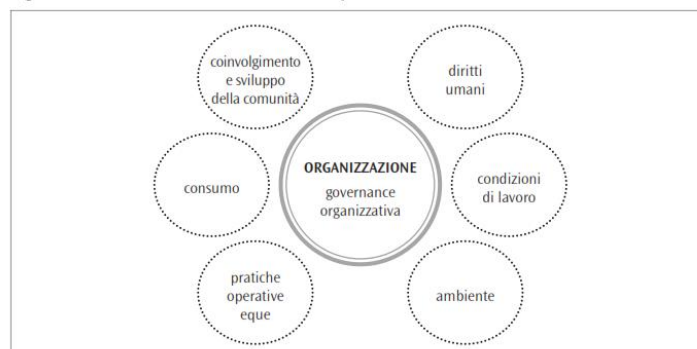 coinvolgimento
e sviluppo
della comunità
diritti
umani
ORGANIZZAZIONE
governance
organizzativa
consumo
condizioni
di lavoro
pratiche
operative
eque
ambiente